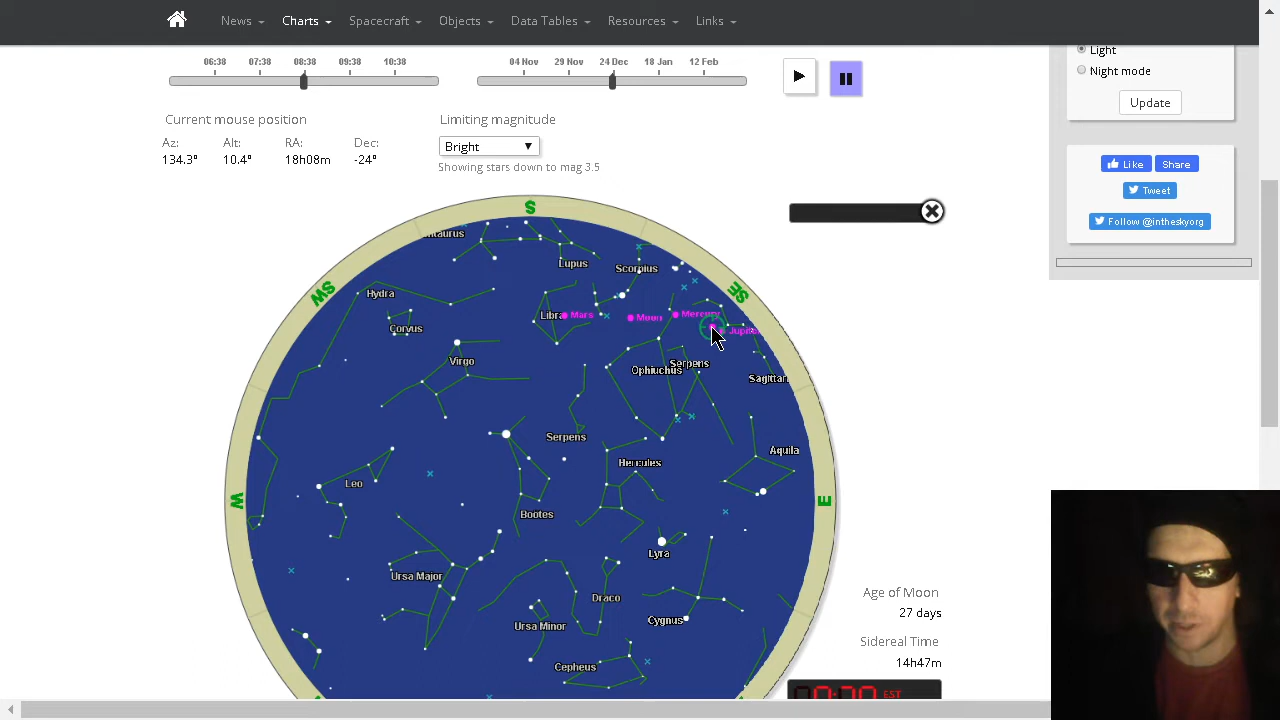 News Charts Spacecraft Objects Data Tables Resources Links
06:38 07:38 08:38 09:38 10:38
04 Nov 29 Nov 24 Dec 18 Jan 12 Feb
Light
Night mode
Update
Current mouse position
Az: Alt: RA: Dec:
134.3° 10.4° 18h08m -24°
Limiting magnitude
Bright
Showing stars down to mag 3.5
Like Share
Tweet
Follow @intheskyorg
S
SE
SW
E
W
taurus
Lupus
Scorpius
Hydra
Corvus
Libra
Mars
Moon
Mercury
Jupiter
Virgo
Ophiuchus
Serpens
Sagittari
Serpens
Aquila
Hercules
Leo
Bootes
Lyra
Ursa Major
Draco
Ursa Minor
Cygnus
Cepheus
Age of Moon
27 days
Sidereal Time
14h47m
EST